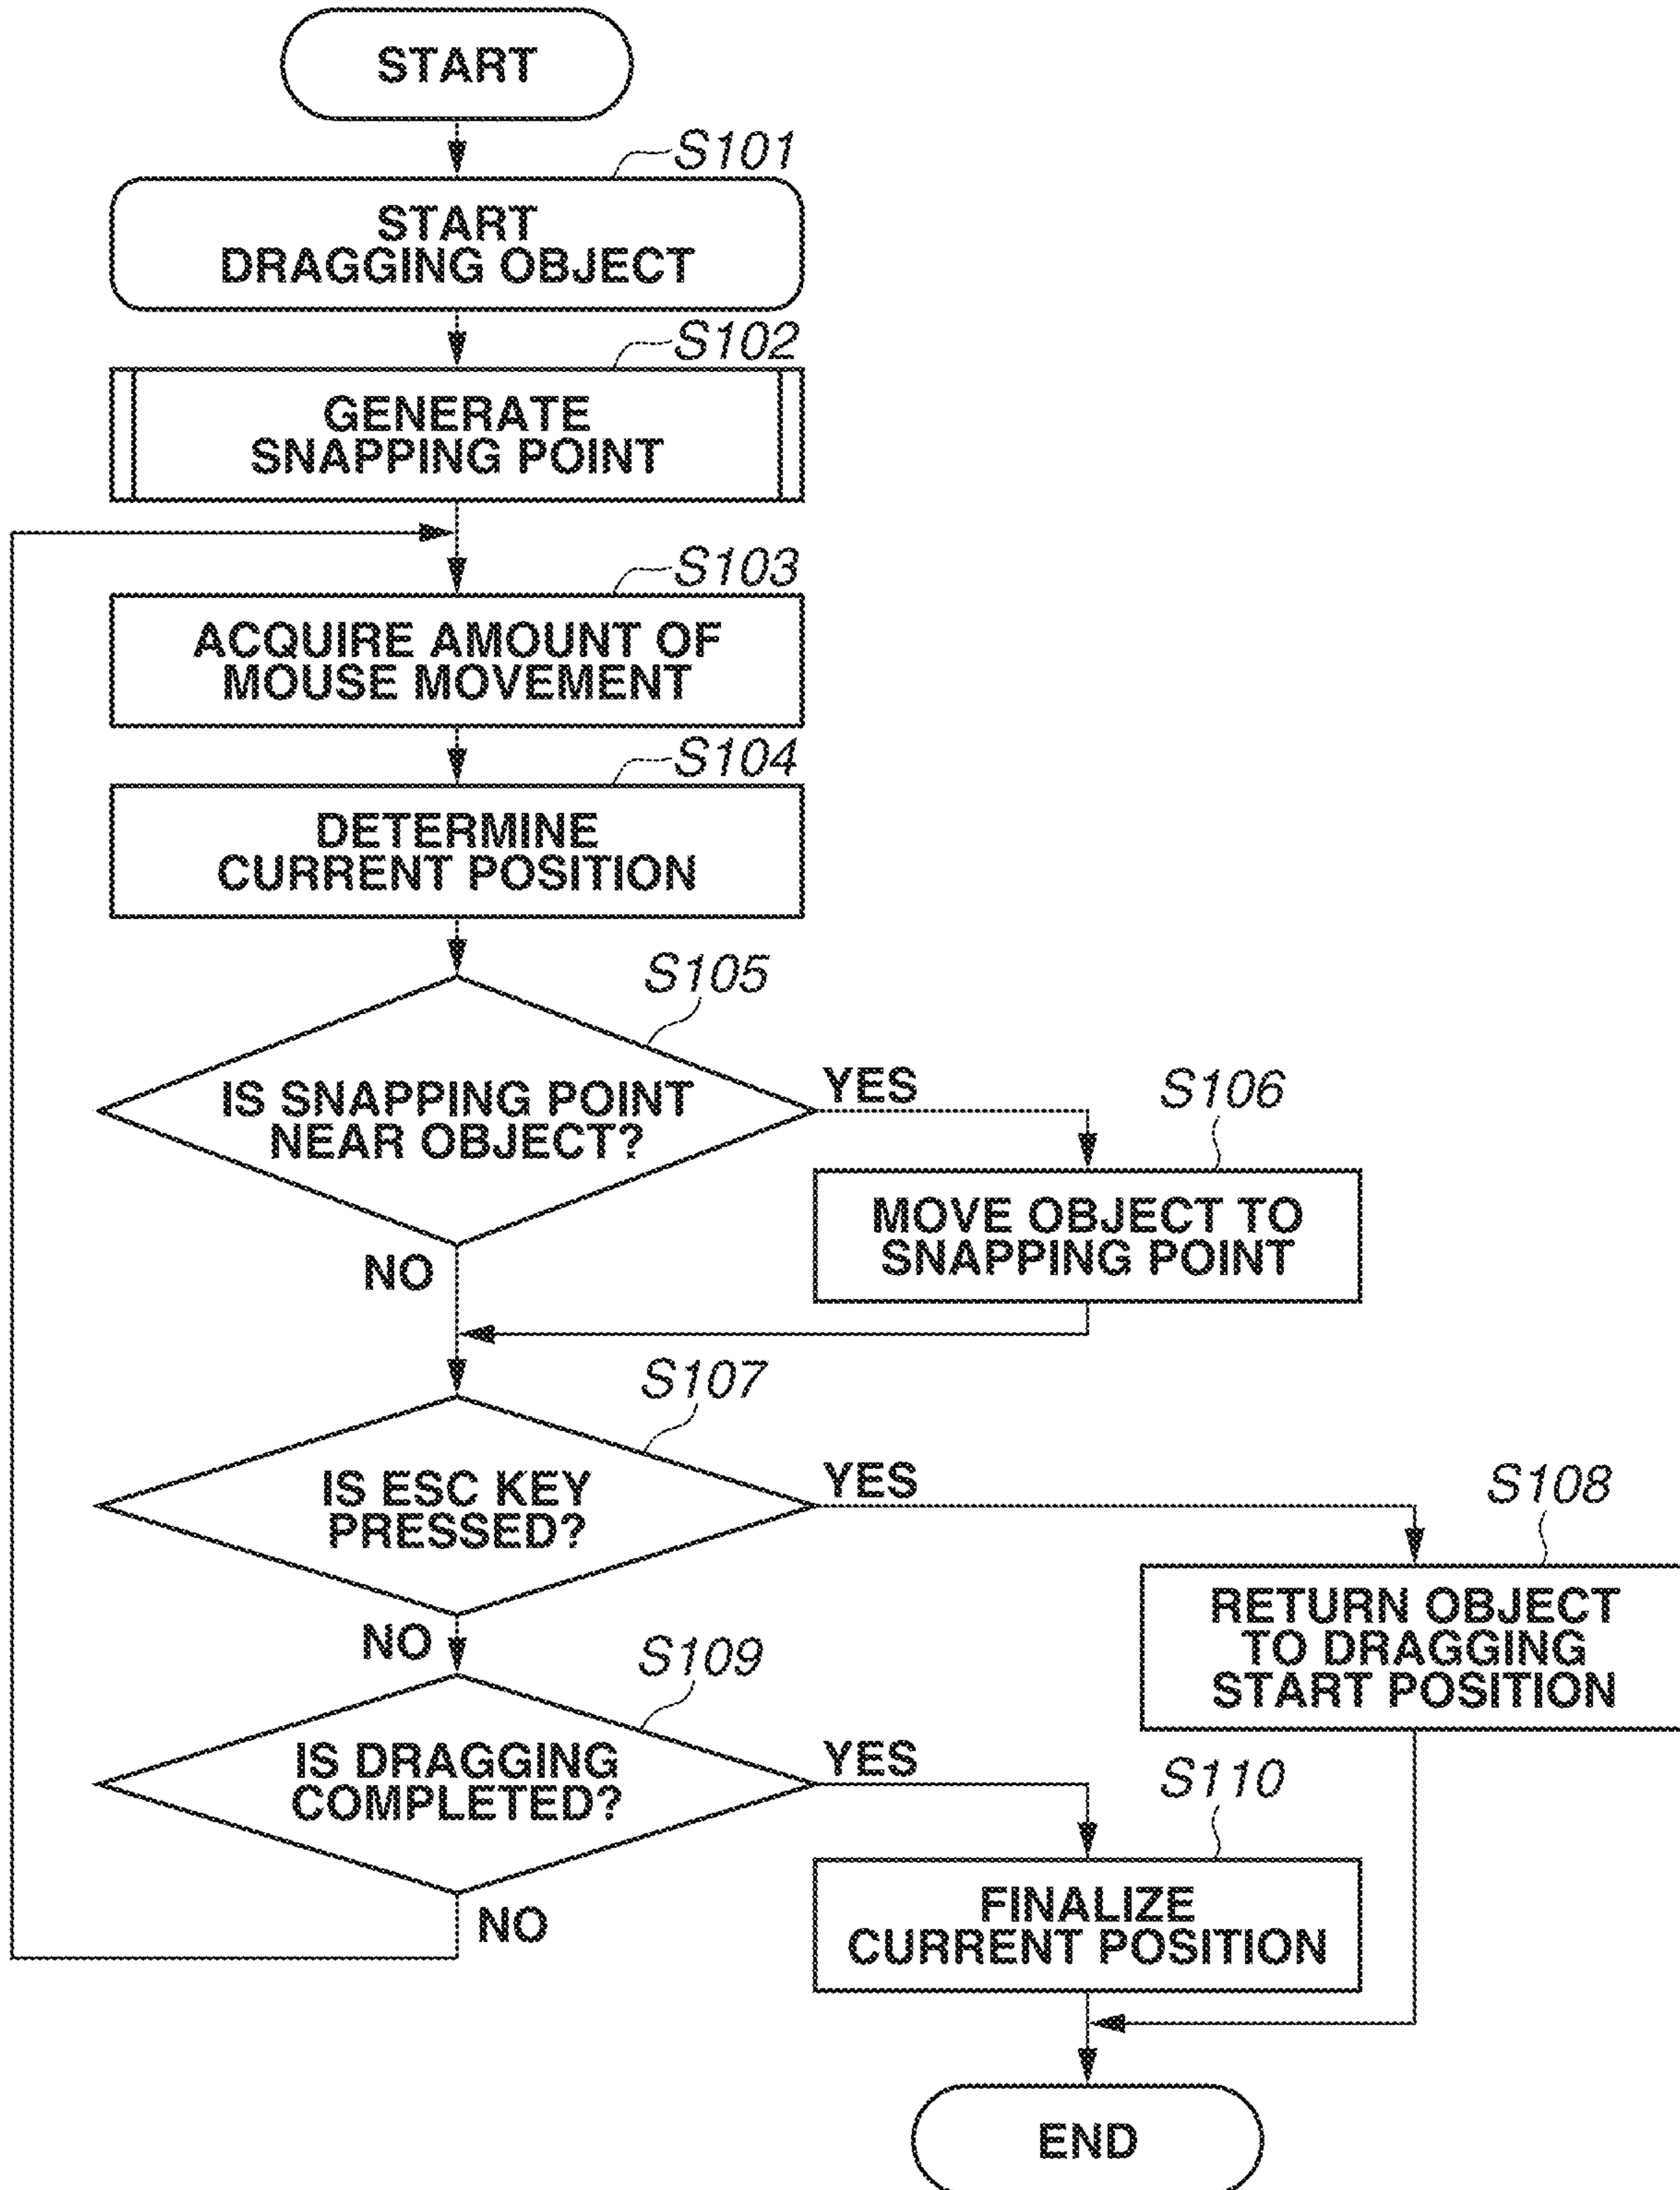 START
S101
START
DRAGGING OBJECT
S102
GENERATE
SNAPPING POINT
S103
ACQUIRE AMOUNT OF
MOUSE MOVEMENT
S104
DETERMINE
CURRENT POSITION
S105
IS SNAPPING POINT
NEAR OBJECT?
YES
S106
MOVE OBJECT TO
SNAPPING POINT
NO
S107
IS ESC KEY
PRESSED?
YES
S108
RETURN OBJECT
TO DRAGGING
START POSITION
NO
S109
IS DRAGGING
COMPLETED?
YES
S110
FINALIZE
CURRENT POSITION
NO
END